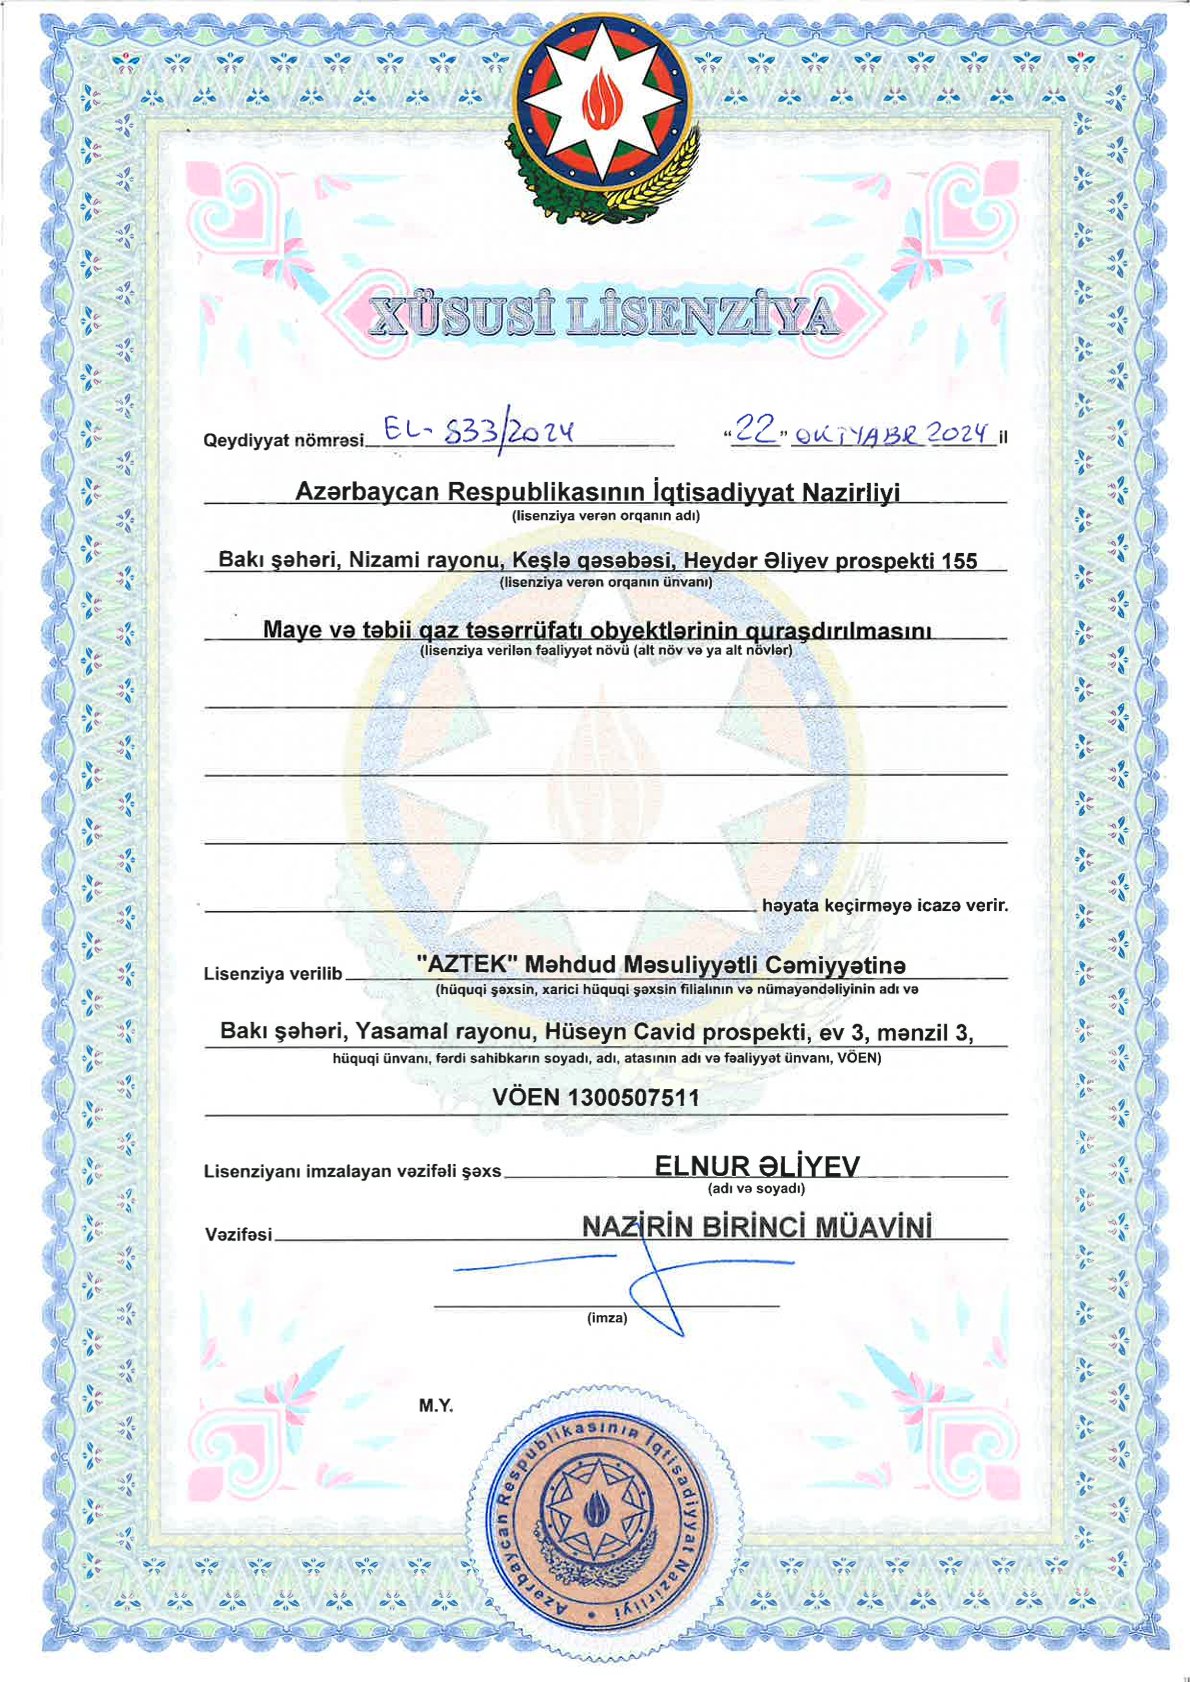 XÜSUSİ LİSENZİYA
Qeydiyyat nömrəsi EL-533/2024 "22" OKTYABR 2024 il
Azərbaycan Respublikasının İqtisadiyyat Nazirliyi
(lisenziya verən orqanın adı)
Bakı şəhəri, Nizami rayonu, Keşlə qəsəbəsi, Heydər Əliyev prospekti 155
(lisenziya verən orqanın ünvanı)
Maye və təbii qaz təsərrüfatı obyektlərinin quraşdırılmasını
(lisenziya verilən fəaliyyət növü (alt növ və ya alt növlər)
həyata keçirməyə icazə verir.
Lisenziya verilib "AZTEK" Məhdud Məsuliyyətli Cəmiyyətinə
(hüquqi şəxsin, xarici hüquqi şəxsin filialının və nümayəndəliyinin adı və
Bakı şəhəri, Yasamal rayonu, Hüseyn Cavid prospekti, ev 3, mənzil 3,
hüquqi ünvanı, fərdi sahibkarın soyadı, adı, atasının adı və fəaliyyət ünvanı, VÖEN)
VÖEN 1300507511
Lisenziyanı imzalayan vəzifəli şəxs ELNUR ƏLİYEV
(adı və soyadı)
Vəzifəsi NAZİRİN BİRİNCİ MÜAVİNİ
(imza)
M.Y.
Azərbaycan Respublikasının İqtisadiyyat Nazirliyi